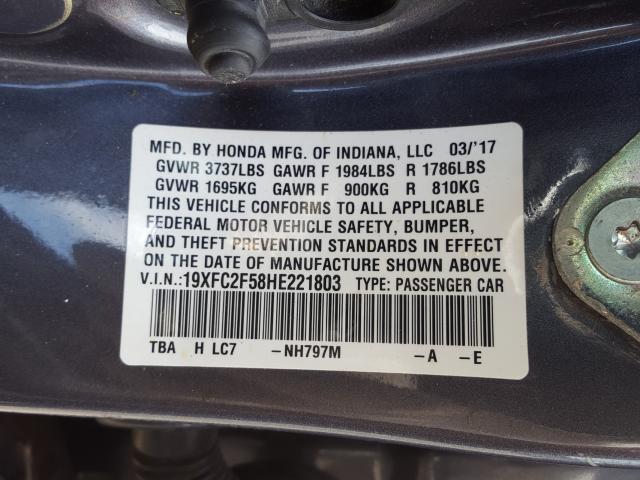 MFD. BY HONDA MFG. OF INDIANA, LLC 03/'17
GVWR 3737LBS GAWR F 1984LBS R 1786LBS
GVWR 1695KG GAWR F 900KG R 810KG
THIS VEHICLE CONFORMS TO ALL APPLICABLE
FEDERAL MOTOR VEHICLE SAFETY, BUMPER,
AND THEFT PREVENTION STANDARDS IN EFFECT
ON THE DATE OF MANUFACTURE SHOWN ABOVE.
V.I.N.:19XFC2F58HE221803 TYPE: PASSENGER CAR
TBA H LC7 -NH797M -A -E